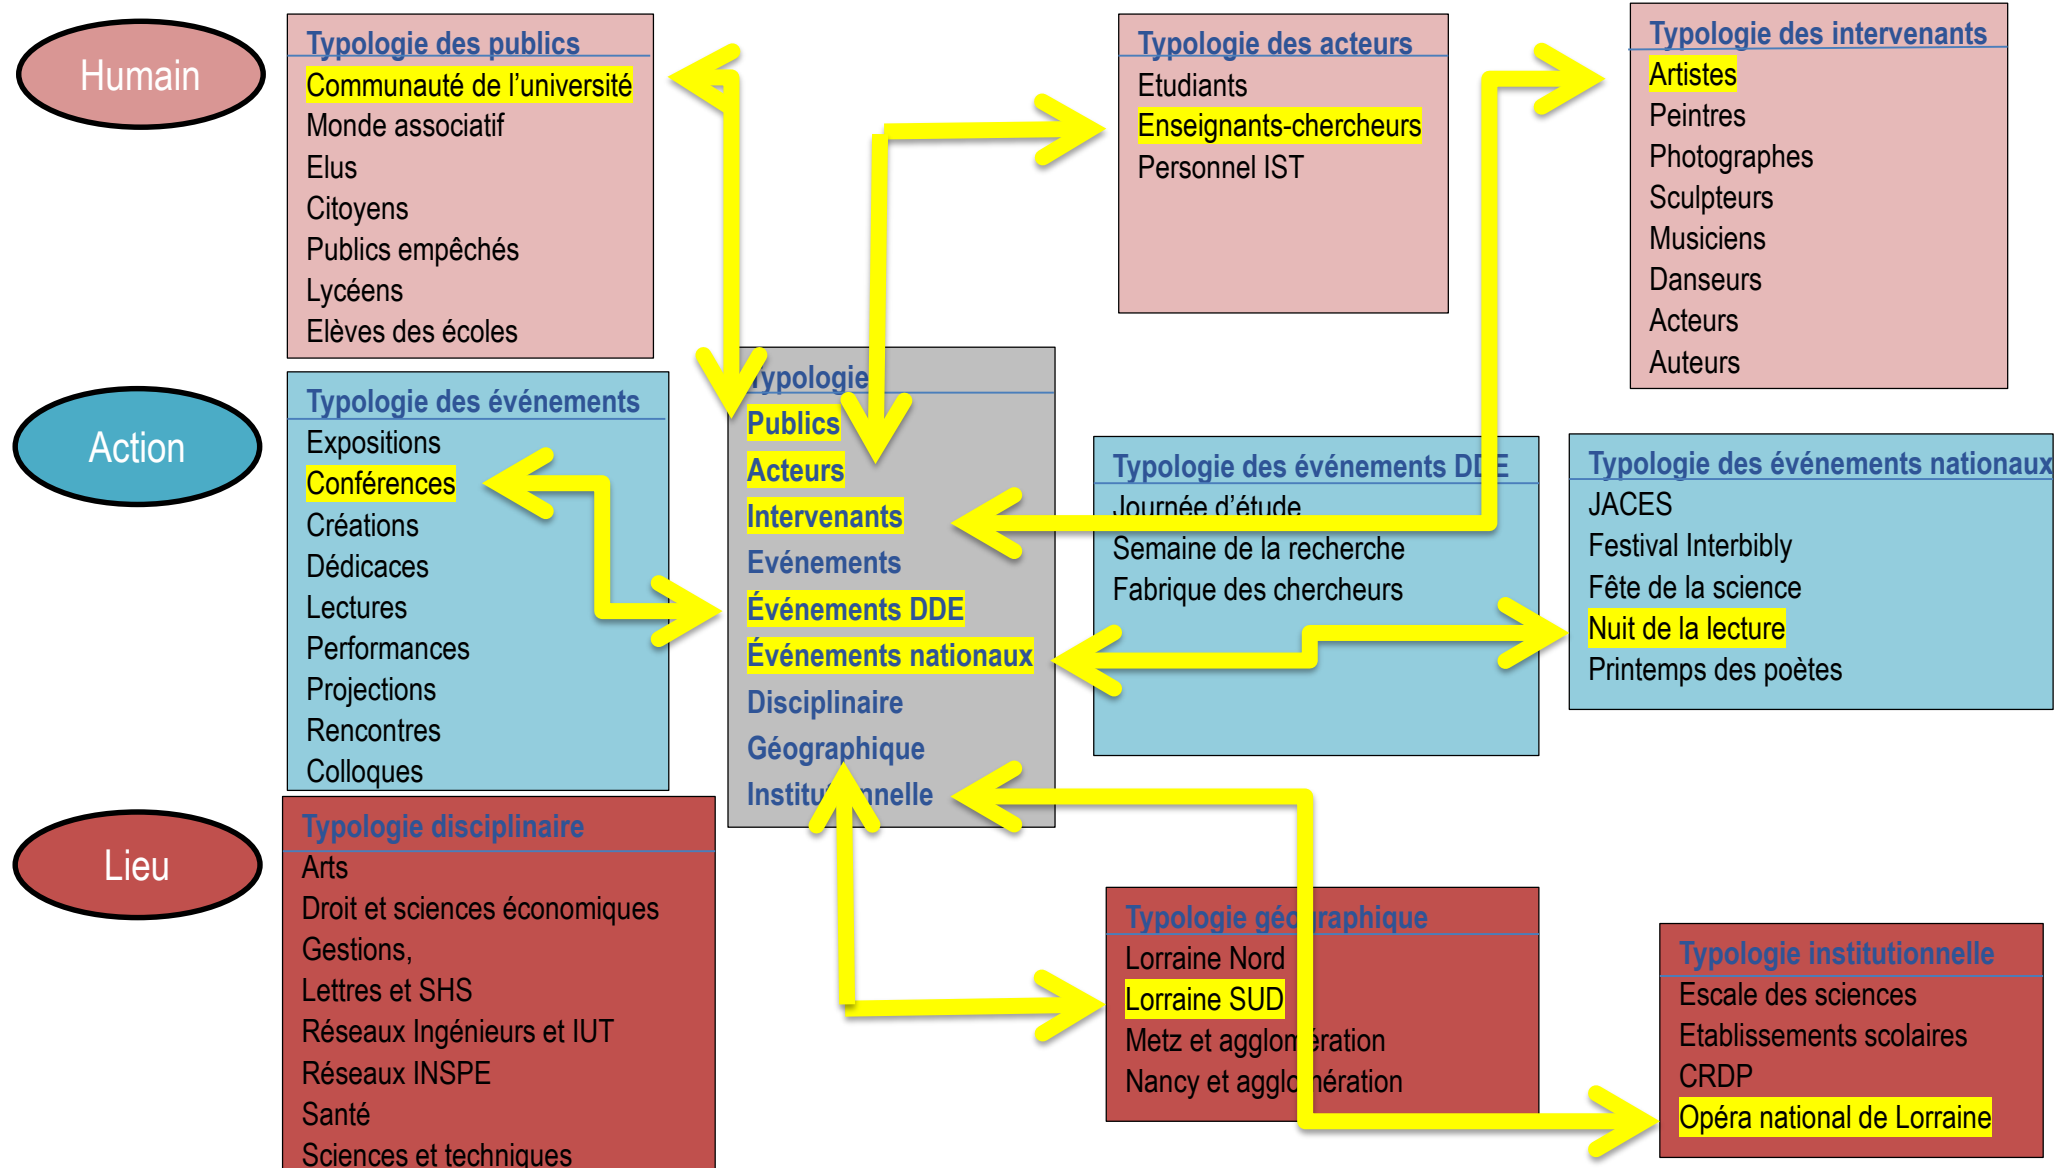 Humain
Typologie des publics
Communauté de l'université
Monde associatif
Elus
Citoyens
Publics empêchés
Lycéens
Elèves des écoles
Typologie des acteurs
Etudiants
Enseignants-chercheurs
Personnel IST
Typologie des intervenants
Artistes
Peintres
Photographes
Sculpteurs
Musiciens
Danseurs
Acteurs
Auteurs
Action
Typologie des événements
Expositions
Conférences
Créations
Dédicaces
Lectures
Performances
Projections
Rencontres
Colloques
Typologie
Publics
Acteurs
Intervenants
Evénements
Événements DDE
Événements nationaux
Disciplinaire
Géographique
Institutionnelle
Typologie des événements DDE
Journée d'étude
Semaine de la recherche
Fabrique des chercheurs
Typologie des événements nationaux
JACES
Festival Interbibly
Fête de la science
Nuit de la lecture
Printemps des poètes
Lieu
Typologie disciplinaire
Arts
Droit et sciences économiques
Gestions,
Lettres et SHS
Réseaux Ingénieurs et IUT
Réseaux INSPE
Santé
Sciences et techniques
Typologie géographique
Lorraine Nord
Lorraine SUD
Metz et agglomération
Nancy et agglomération
Typologie institutionnelle
Escale des sciences
Etablissements scolaires
CRDP
Opéra national de Lorraine